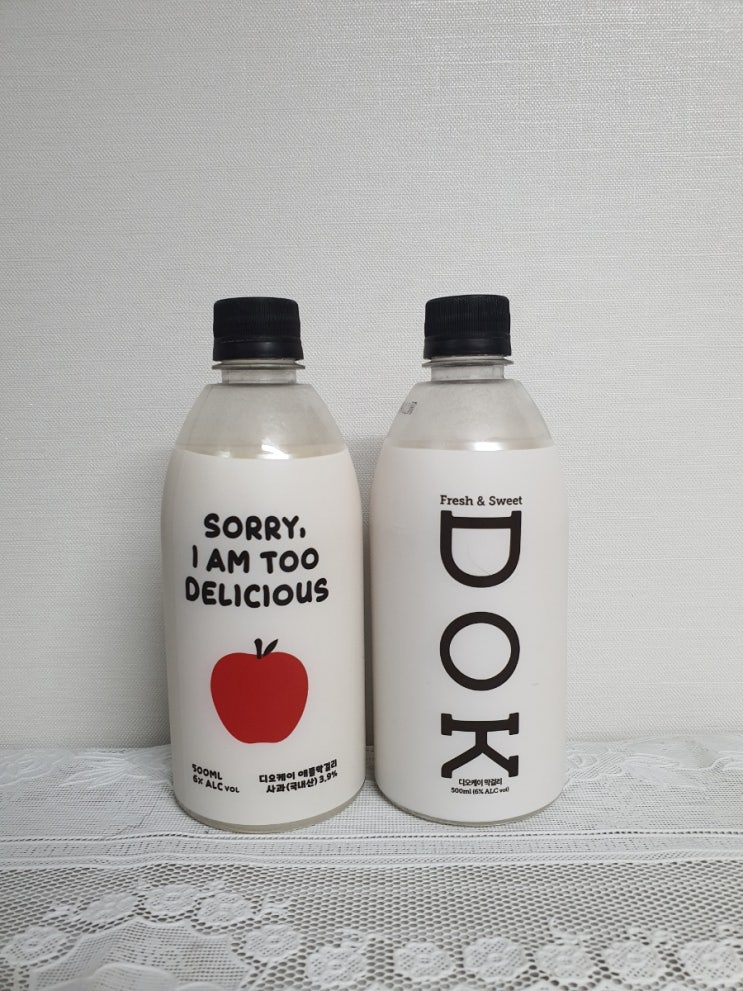 SORRY,
I AM TOO
DELICIOUS
500ML
6% ALC VOL
디오케이 애플막걸리
사과(국내산) 3.9%
Fresh & Sweet
DOK
디오케이 막걸리
500ml (6% ALC vol)